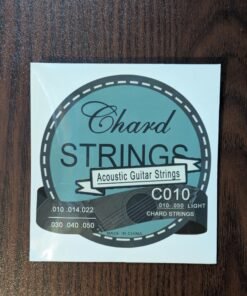 Chard
STRINGS
Acoustic Guitar Strings
C010
.010 .050 LIGHT
CHARD STRINGS
.010 .014.022
.030 .040 .050
MADE IN CHINA